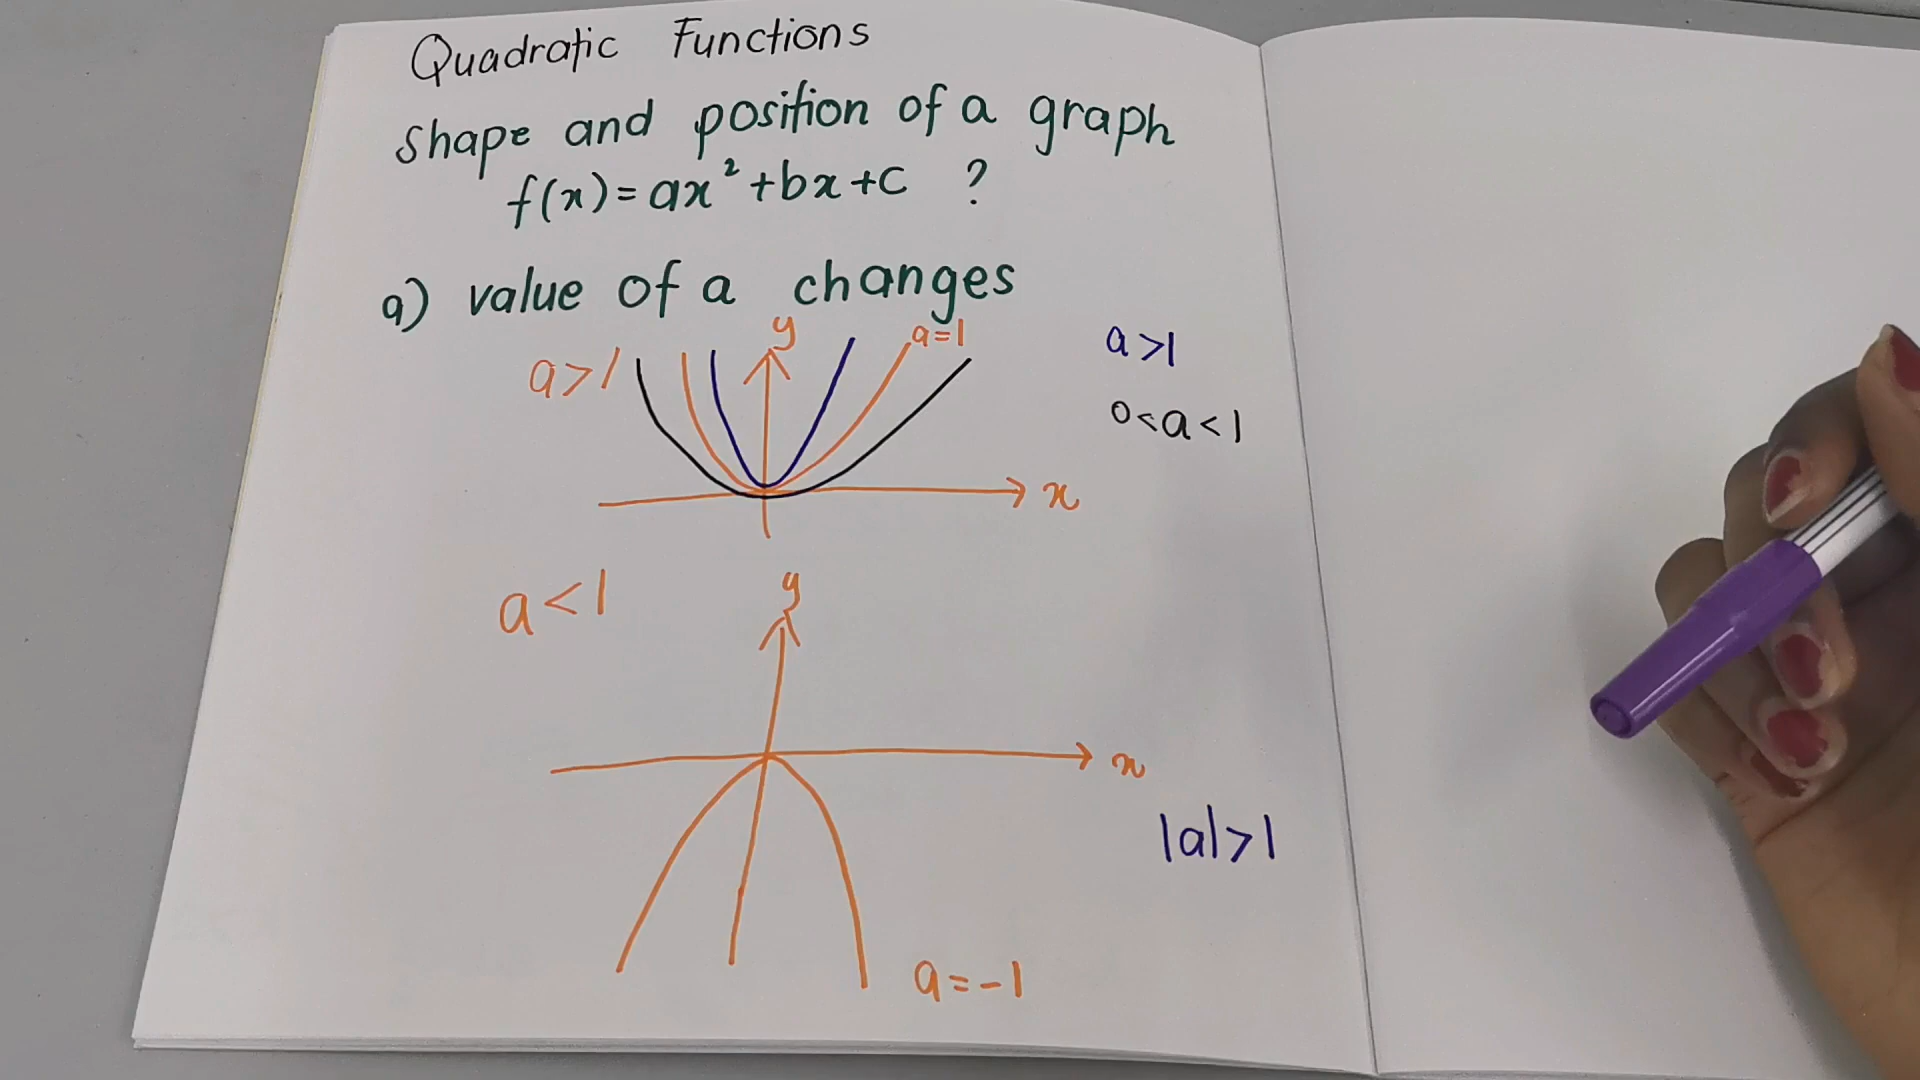 Quadratic Functions
Shape and position of a graph
f(x)=ax²+bx+c ?
a) value of a changes
a>1
y
a=1
a>1
0<a<1
x
a<1
y
x
|a|>1
a=-1